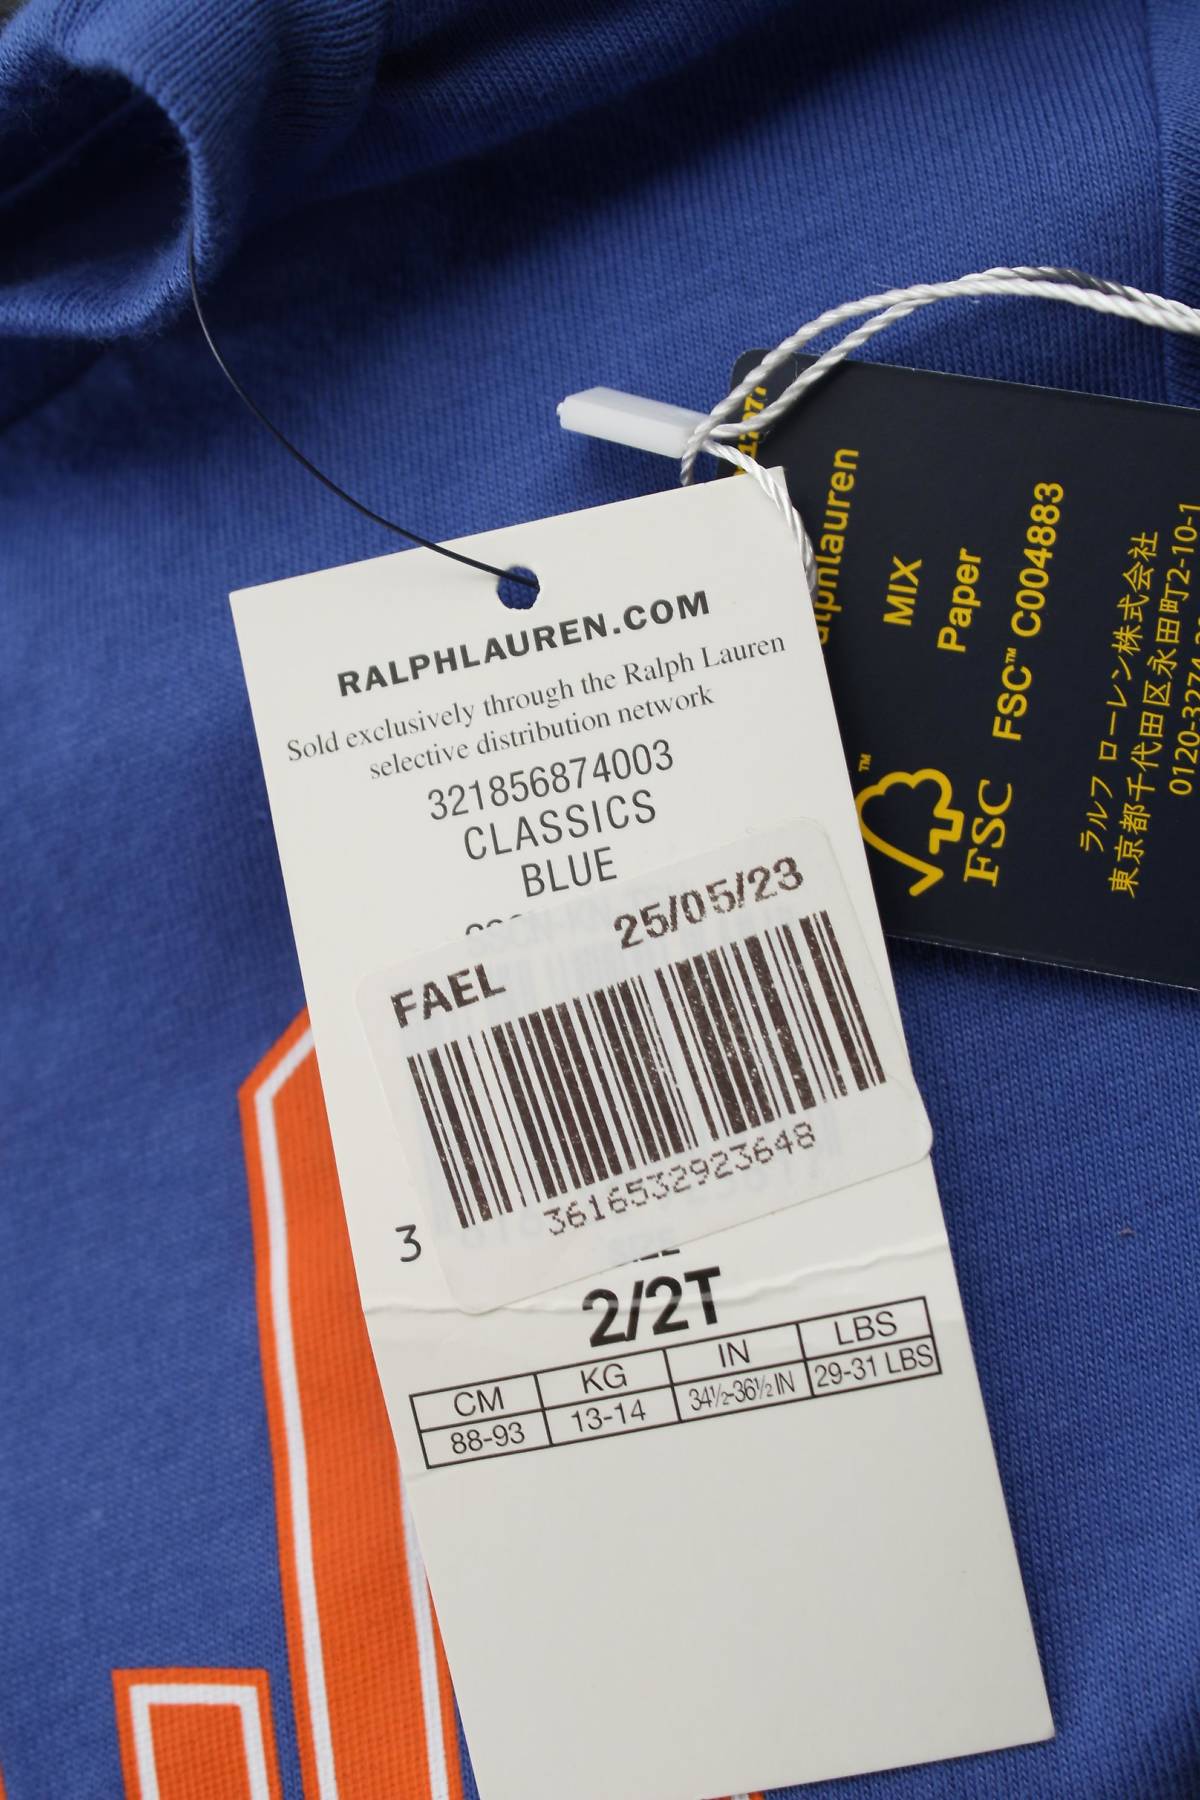 RALPHLAUREN.COM
Sold exclusively through the Ralph Lauren
selective distribution network
321856874003
CLASSICS
BLUE
25/05/23
FAEL
3616532923648
3
2/2T
CM KG IN LBS
88-93 13-14 34½-36½ IN 29-31 LBS
MIX
Paper
FSC™ C004883
™
FSC
ラルフ ローレン株式会社
東京都千代田区永田町2-10-1